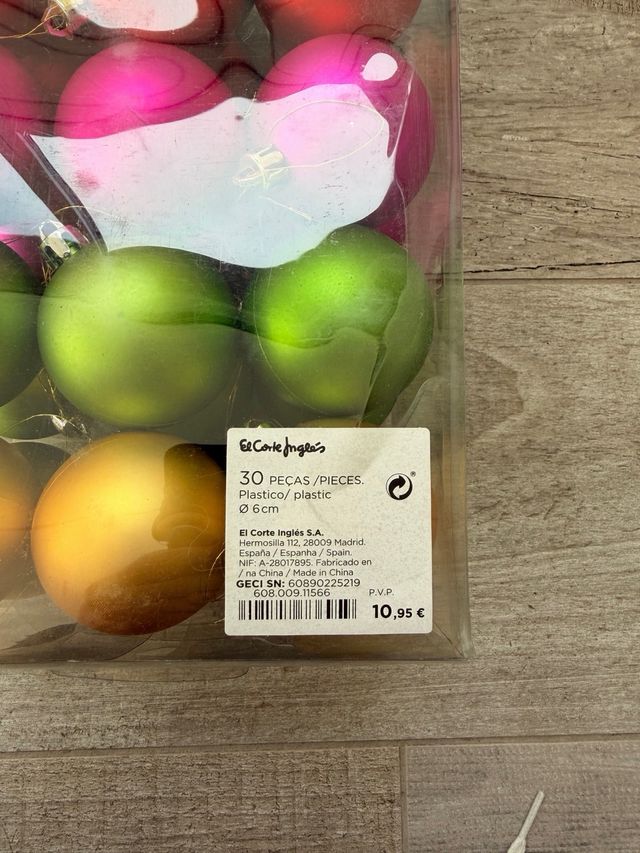 El Corte Inglés
30 PEÇAS /PIECES.
Plastico/ plastic
Ø 6cm
®
El Corte Inglés S.A.
Hermosilla 112, 28009 Madrid.
España / Espanha / Spain.
NIF: A-28017895. Fabricado en
/ na China / Made in China
GECI SN: 60890225219
608.009.11566
P.V.P.
10,95 €